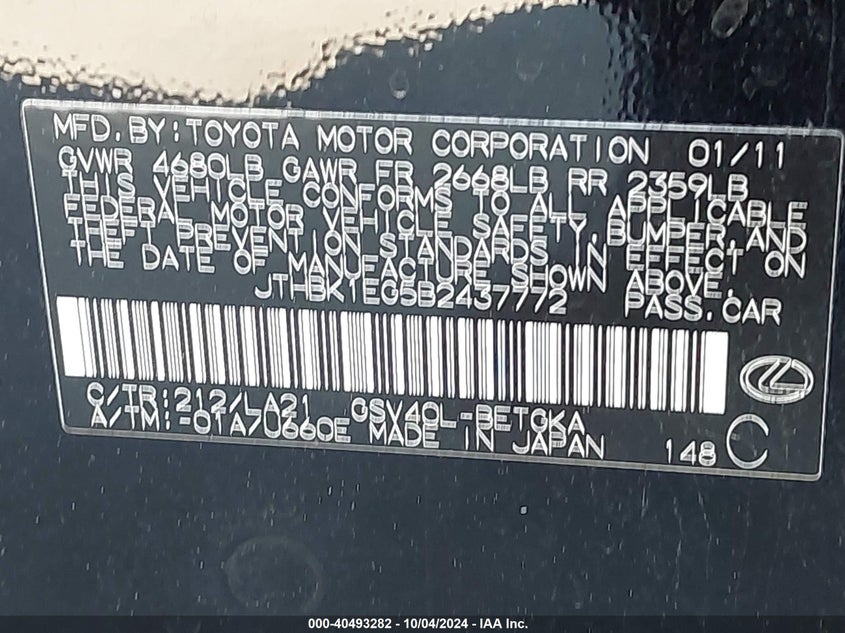 MFD. BY: TOYOTA MOTOR CORPORATION 01/11
GVWR 4680LB GAWR FR 2668LB RR 2359LB
THIS VEHICLE CONFORMS TO ALL APPLICABLE
FEDERAL MOTOR VEHICLE SAFETY, BUMPER, AND
THEFT PREVENTION STANDARDS IN EFFECT ON
THE DATE OF MANUFACTURE SHOWN ABOVE.
JTHBK1EG5B2437772 PASS. CAR
C/TR: 212/LA21 GSV40L-BETGKA
A/TM: -01A/U660E MADE IN JAPAN 148 C
000-40493282 - 10/04/2024 - IAA Inc.